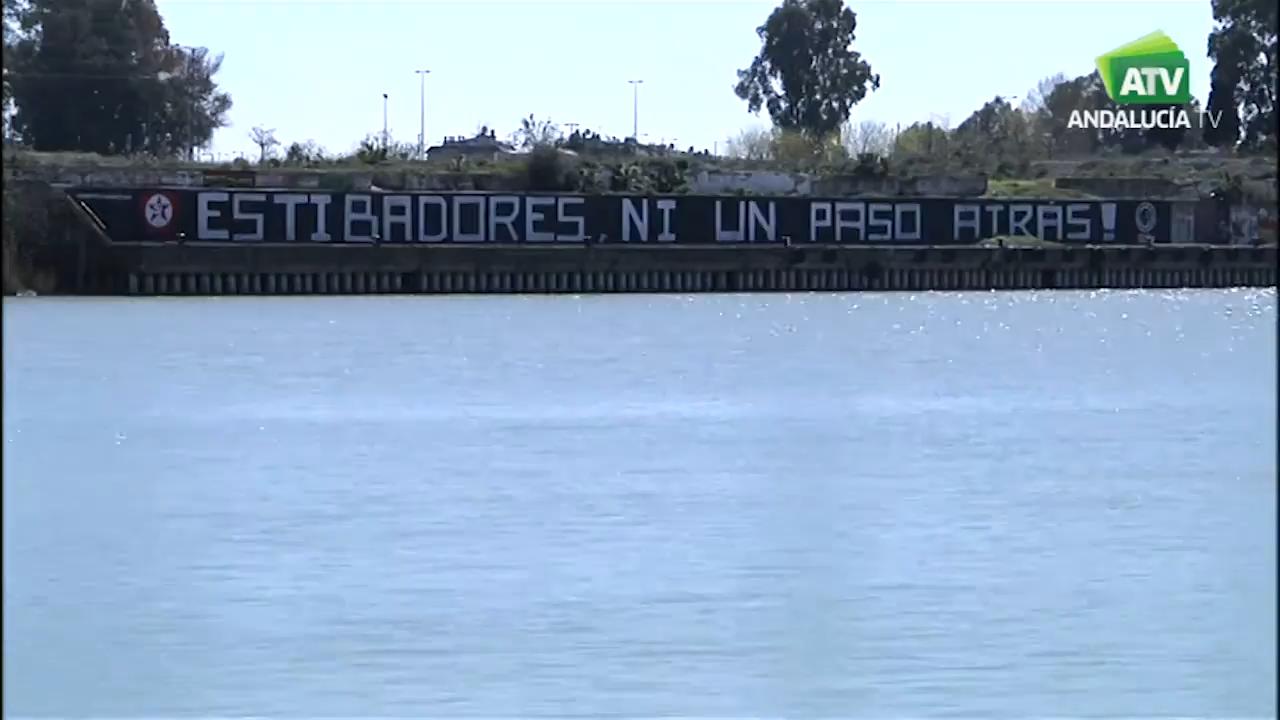 ATV
ANDALUCÍA TV
ESTIBADORES, NI UN PASO ATRAS!